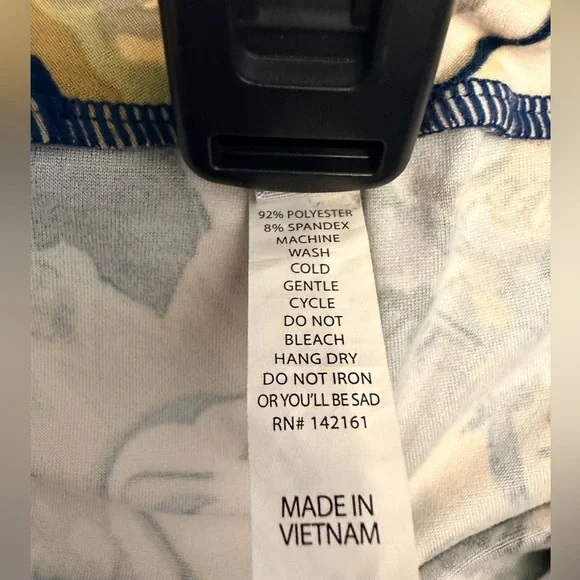 92% POLYESTER
8% SPANDEX
MACHINE
WASH
COLD
GENTLE
CYCLE
DO NOT
BLEACH
HANG DRY
DO NOT IRON
OR YOU'LL BE SAD
RN# 142161
MADE IN
VIETNAM